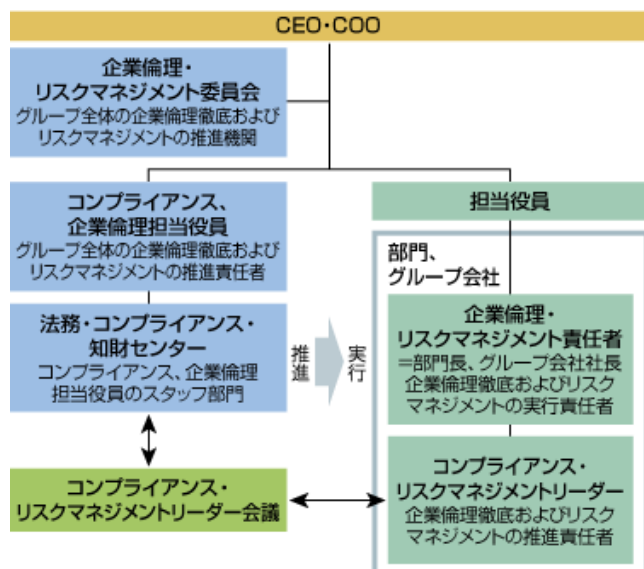 CEO・COO
企業倫理・
リスクマネジメント委員会
グループ全体の企業倫理徹底および
リスクマネジメントの推進機関
コンプライアンス、
企業倫理担当役員
グループ全体の企業倫理徹底および
リスクマネジメントの推進責任者
法務・コンプライアンス・
知財センター
コンプライアンス、企業倫理
担当役員のスタッフ部門
コンプライアンス・
リスクマネジメントリーダー会議
推進
実行
担当役員
部門、
グループ会社
企業倫理・
リスクマネジメント責任者
=部門長、グループ会社社長
企業倫理徹底およびリスク
マネジメントの実行責任者
コンプライアンス・
リスクマネジメントリーダー
企業倫理徹底およびリスク
マネジメントの推進責任者